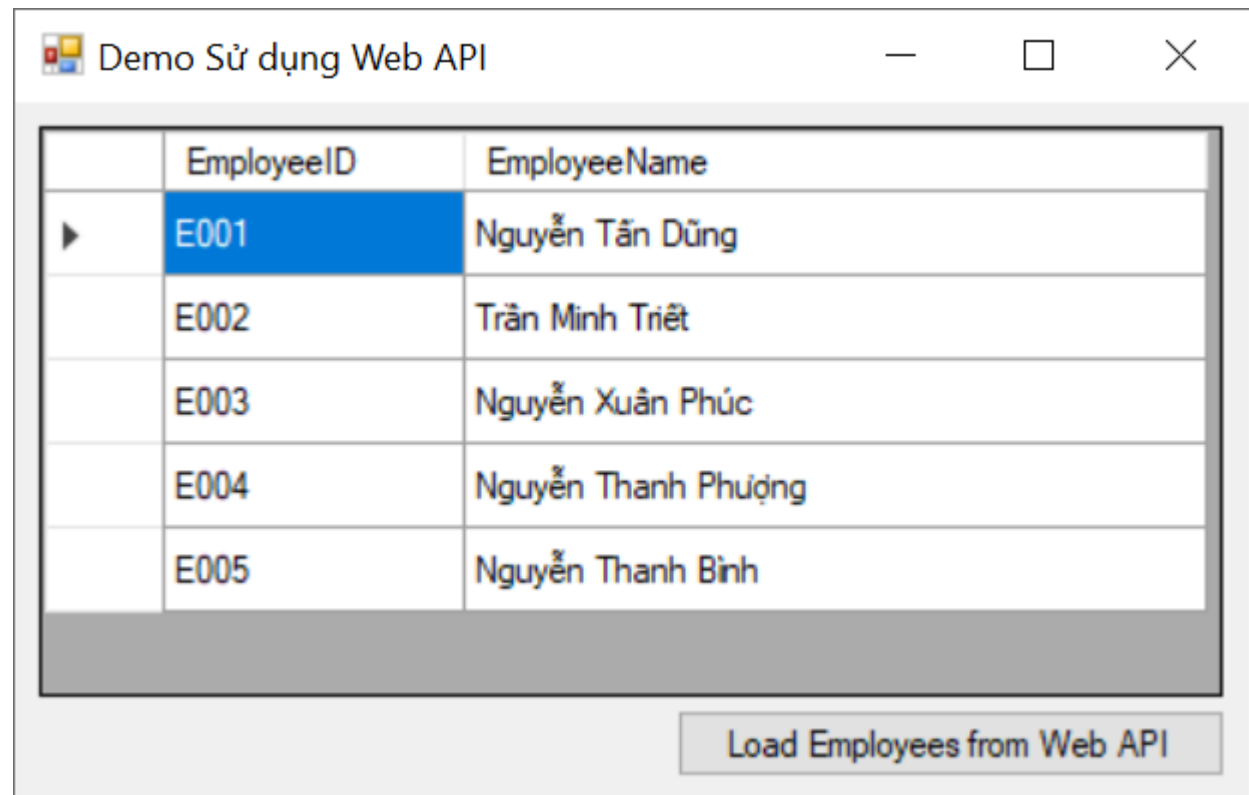 Demo Sử dụng Web API
EmployeeID EmployeeName
E001 Nguyễn Tấn Dũng
E002 Trần Minh Triết
E003 Nguyễn Xuân Phúc
E004 Nguyễn Thanh Phượng
E005 Nguyễn Thanh Bình
Load Employees from Web API